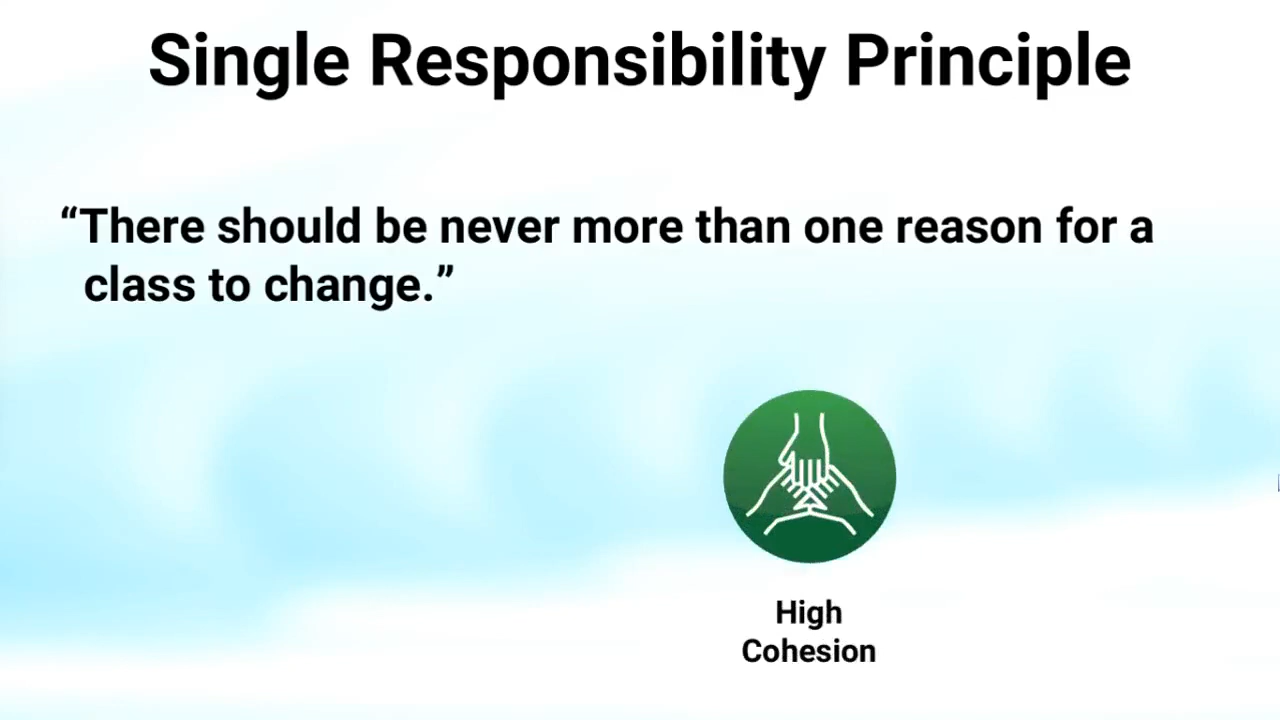 Single Responsibility Principle
“There should be never more than one reason for a
class to change.”
High
Cohesion